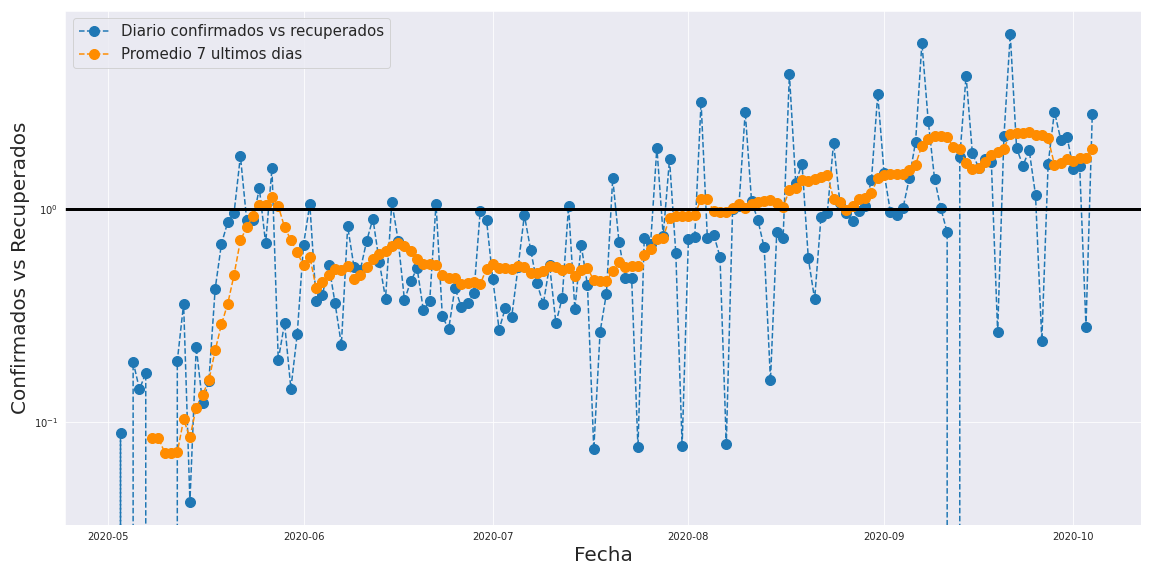 Diario confirmados vs recuperados
Promedio 7 ultimos dias
Confirmados vs Recuperados
10⁰
10⁻¹
2020-05 2020-06 2020-07 2020-08 2020-09 2020-10
Fecha